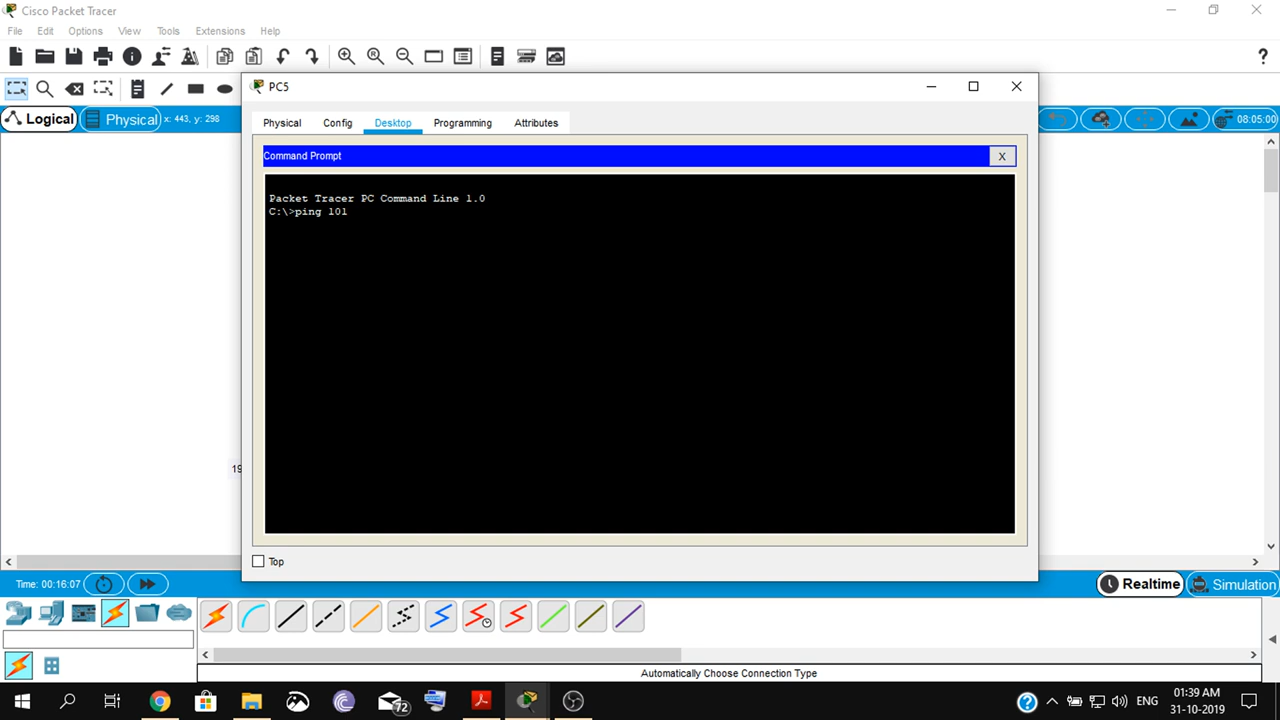 Cisco Packet Tracer
File Edit Options View Tools Extensions Help
?
Logical Physical x: 443, y: 298 08:05:00
PC5
Physical Config Desktop Programming Attributes
Command Prompt X
Packet Tracer PC Command Line 1.0
C:\>ping 101
19
Top
Time: 00:16:07 Realtime Simulation
Automatically Choose Connection Type
72 ? ENG 01:39 AM
31-10-2019